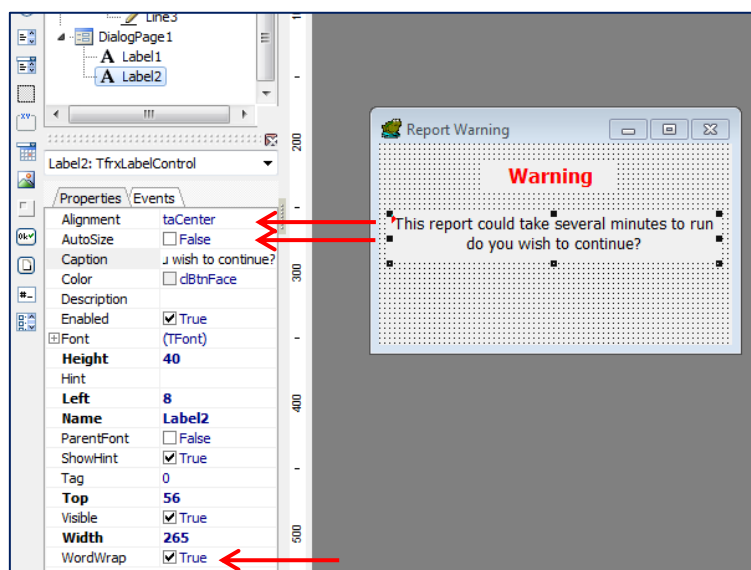 Line3
DialogPage1
A Label1
A Label2
Label2: TfrxLabelControl
Properties Events
Alignment taCenter
AutoSize False
Caption u wish to continue?
Color clBtnFace
Description
Enabled True
Font (TFont)
Height 40
Hint
Left 8
Name Label2
ParentFont False
ShowHint True
Tag 0
Top 56
Visible True
Width 265
WordWrap True
200
300
400
500
Report Warning
Warning
This report could take several minutes to run
do you wish to continue?